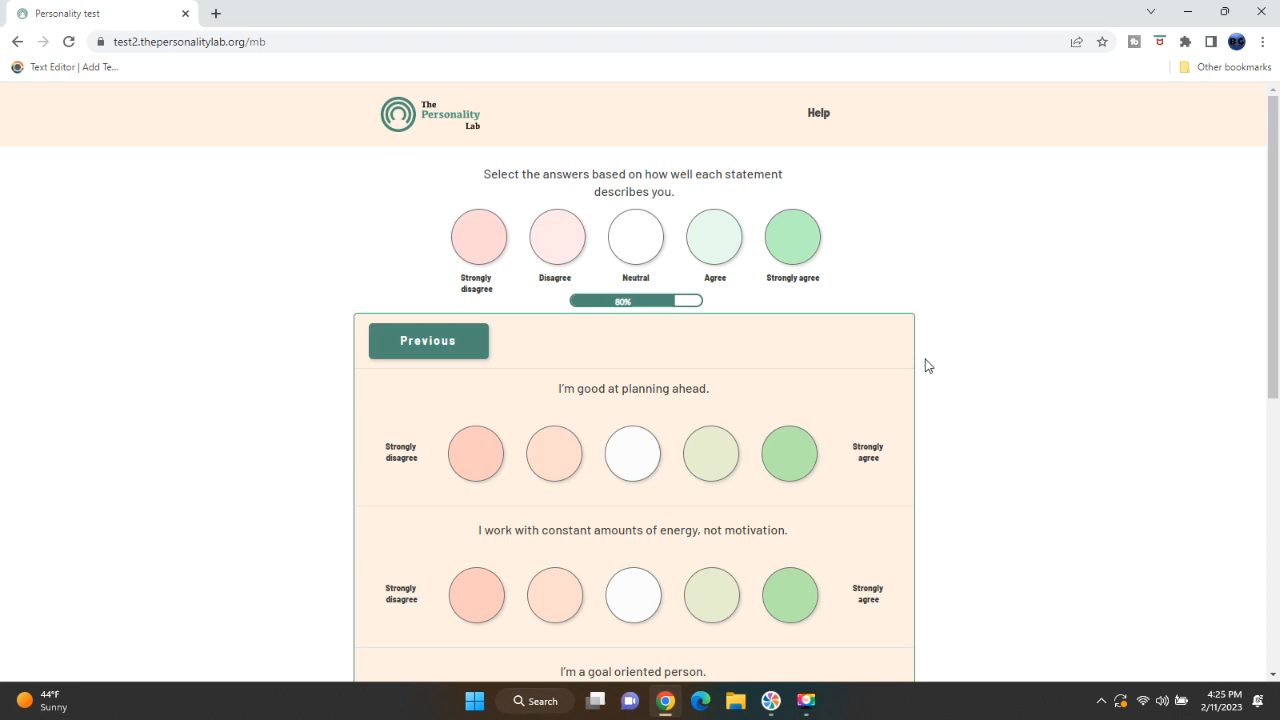 Personality test
test2.thepersonalitylab.org/mb
Text Editor | Add Te...
Other bookmarks
The
Personality
Lab
Help
Select the answers based on how well each statement
describes you.
Strongly
disagree
Disagree
Neutral
Agree
Strongly agree
80%
Previous
I'm good at planning ahead.
Strongly
disagree
Strongly
agree
I work with constant amounts of energy, not motivation.
Strongly
disagree
Strongly
agree
I'm a goal oriented person.
44°F
Sunny
Search
4:25 PM
2/11/2023